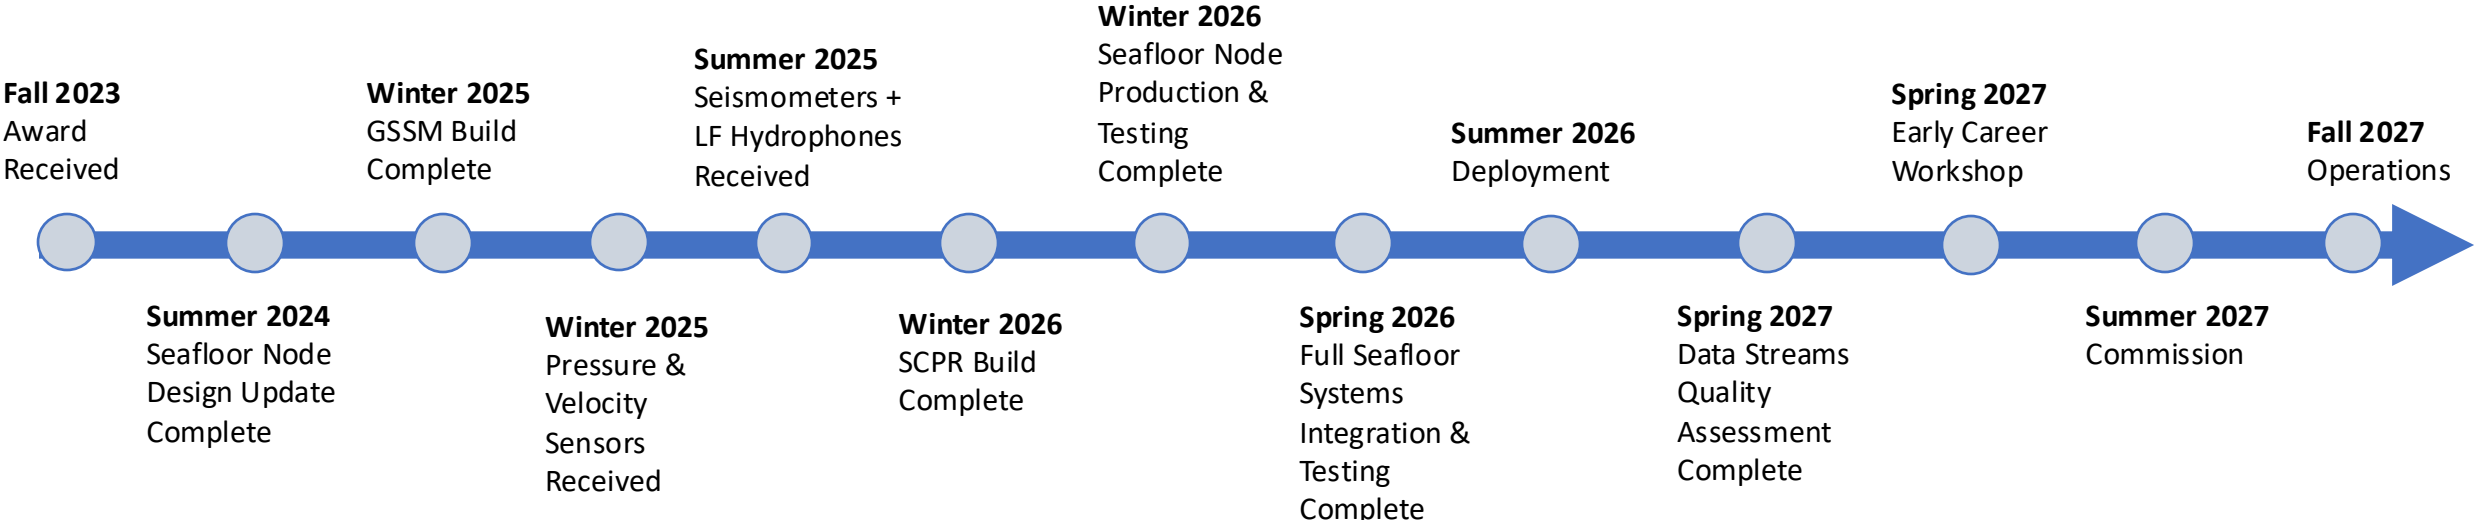 Fall 2023
Award
Received
Summer 2024
Seafloor Node
Design Update
Complete
Winter 2025
GSSM Build
Complete
Winter 2025
Pressure &
Velocity
Sensors
Received
Summer 2025
Seismometers +
LF Hydrophones
Received
Winter 2026
SCPR Build
Complete
Winter 2026
Seafloor Node
Production &
Testing
Complete
Spring 2026
Full Seafloor
Systems
Integration &
Testing
Complete
Summer 2026
Deployment
Spring 2027
Data Streams
Quality
Assessment
Complete
Spring 2027
Early Career
Workshop
Summer 2027
Commission
Fall 2027
Operations